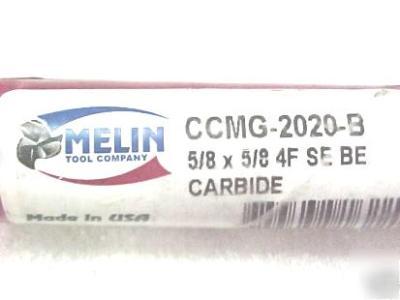 MELIN
TOOL COMPANY
CCMG-2020-B
5/8 x 5/8 4F SE BE
CARBIDE
Made In USA